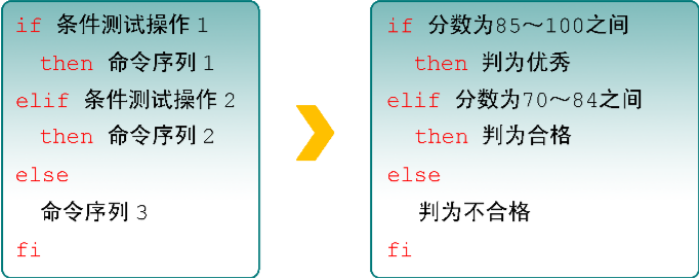 if 条件测试操作1
then 命令序列1
elif 条件测试操作2
then 命令序列2
else
命令序列3
fi
if 分数为85～100之间
then 判为优秀
elif 分数为70～84之间
then 判为合格
else
判为不合格
fi